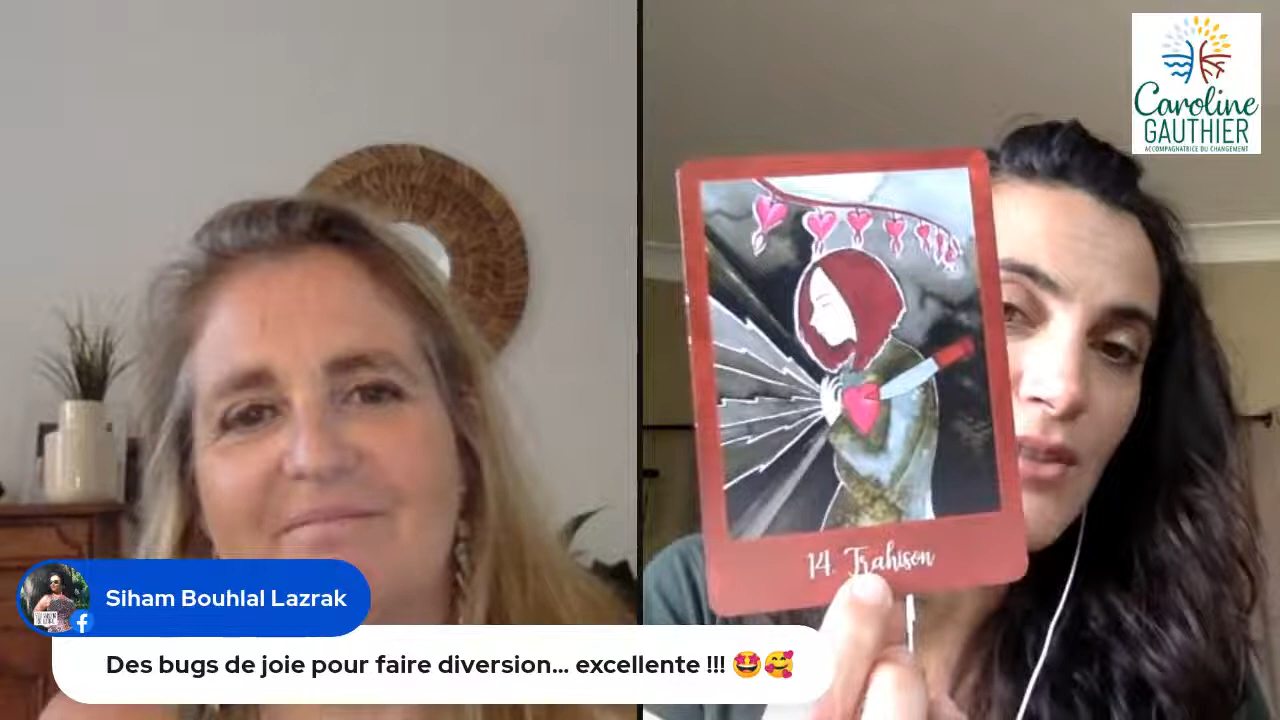 Caroline
GAUTHIER
ACCOMPAGNATRICE DU CHANGEMENT
14. Trahison
Siham Bouhlal Lazrak
Des bugs de joie pour faire diversion... excellente !!! 🤩🥰